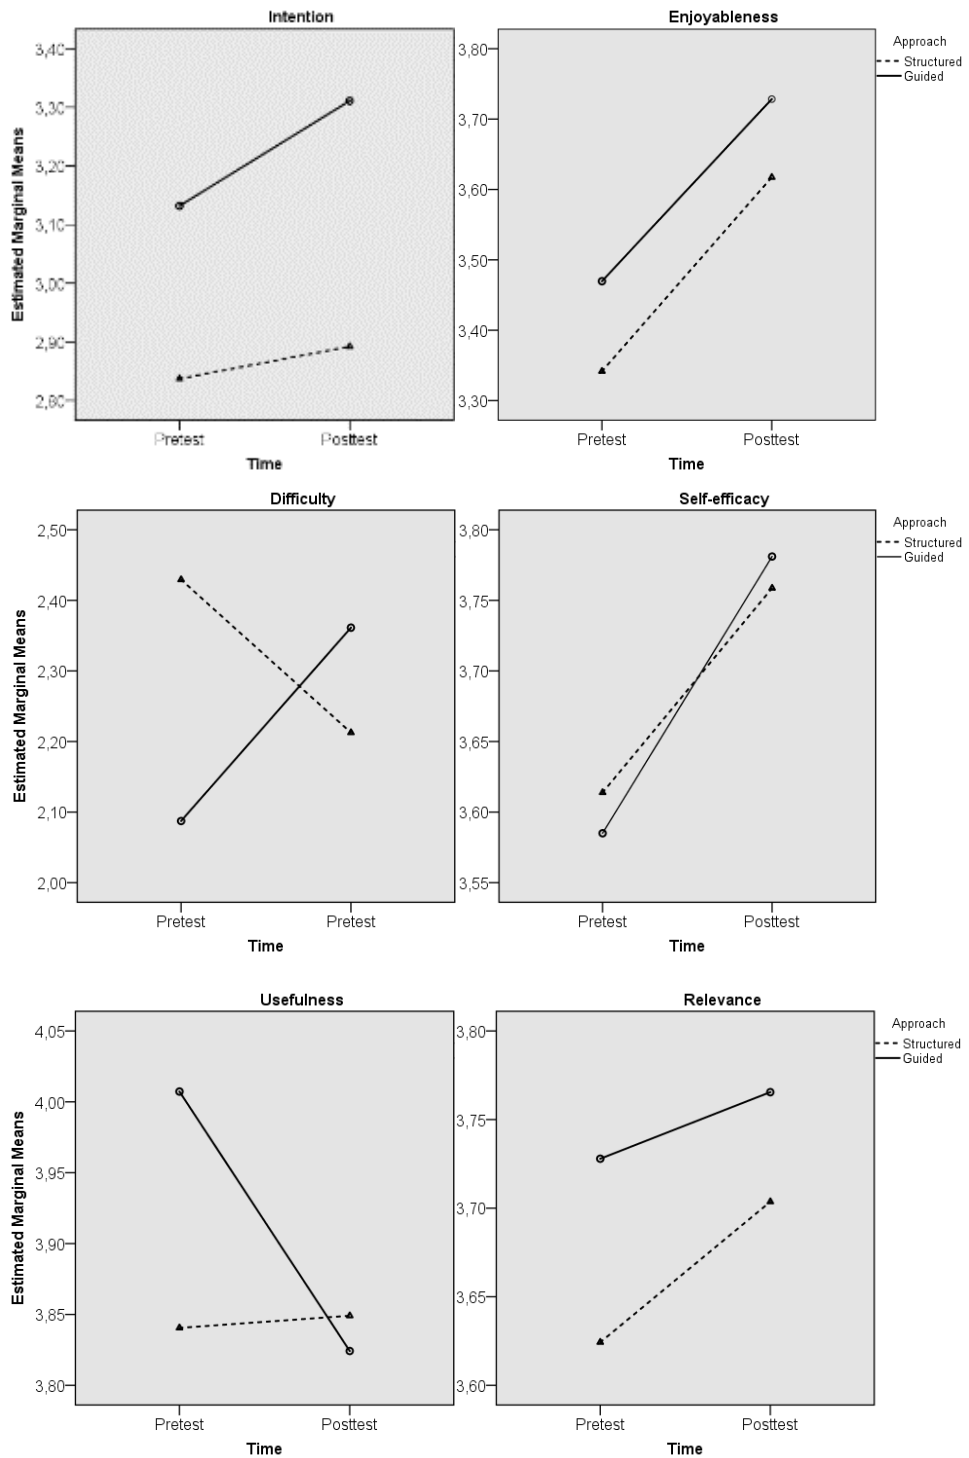 Intention
Enjoyableness
Approach
Structured
Guided
Estimated Marginal Means
3,40
3,30
3,20
3,10
3,00
2,90
2,80
Pretest Posttest
Time
3,80
3,70
3,60
3,50
3,40
3,30
Pretest Posttest
Time
Difficulty
Self-efficacy
Approach
Structured
Guided
Estimated Marginal Means
2,50
2,40
2,30
2,20
2,10
2,00
Pretest Pretest
Time
3,80
3,75
3,70
3,65
3,60
3,55
Pretest Posttest
Time
Usefulness
Relevance
Approach
Structured
Guided
Estimated Marginal Means
4,05
4,00
3,95
3,90
3,85
3,80
Pretest Posttest
Time
3,80
3,75
3,70
3,65
3,60
Pretest Posttest
Time